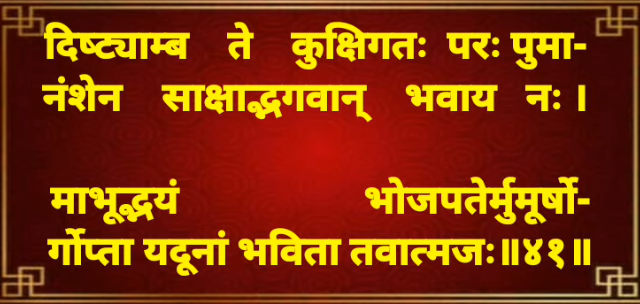 दिष्ट्याम्ब ते कुक्षिगतः परः पुमा-
नंशेन साक्षाद्भगवान् भवाय नः ।
माभूद्भयं भोजपतेर्मुमूर्षो-
र्गोप्ता यदूनां भविता तवात्मजः॥४१॥